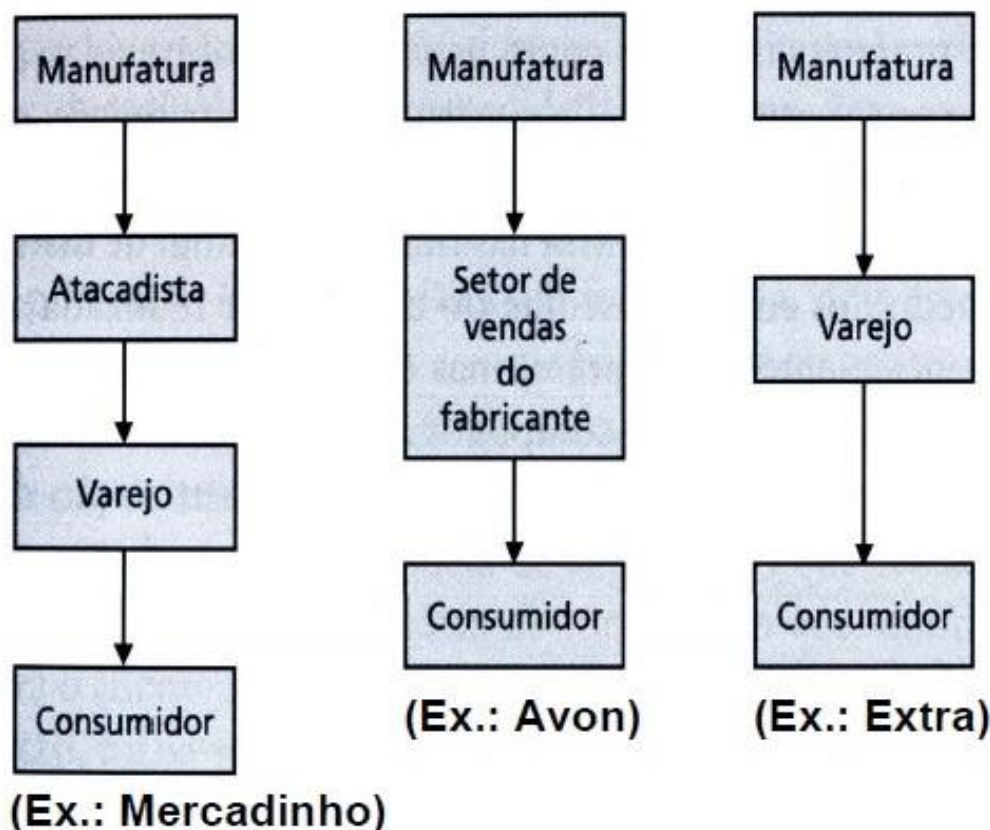 Manufatura
Atacadista
Varejo
Consumidor
(Ex.: Mercadinho)
Manufatura
Setor de
vendas
do
fabricante
Consumidor
(Ex.: Avon)
Manufatura
Varejo
Consumidor
(Ex.: Extra)